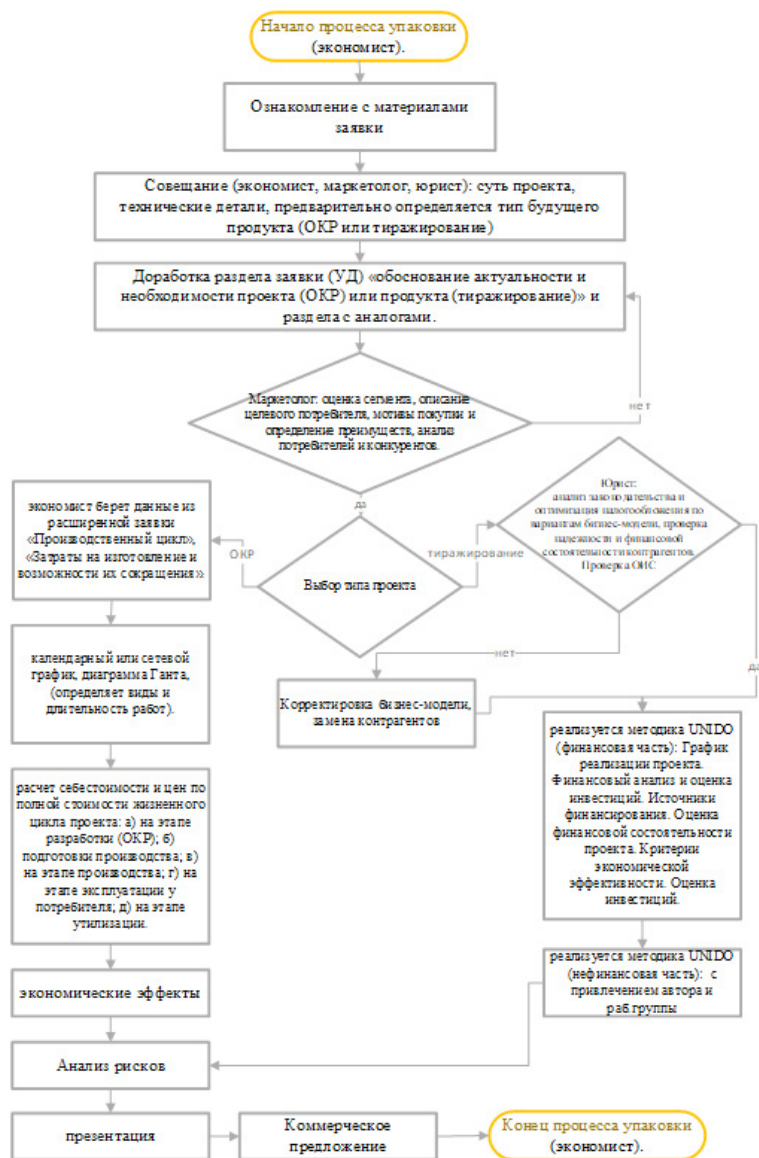 Начало процесса упаковки
(экономист).
Ознакомление с материалами
заявки
Совещание (экономист, маркетолог, юрист): суть проекта,
технические детали, предварительно определяется тип будущего
продукта (ОКР или тиражирование)
Доработка раздела заявки (УД) «обоснование актуальности и
необходимости проекта (ОКР) или продукта (тиражирование)» и
раздела с аналогами.
Маркетолог: оценка сегмента, описание
целевого потребителя, мотивы покупки и
определение преимуществ, анализ
потребителей и конкурентов.
нет
да
Юрист:
анализ законодательства и
оптимизация налогообложения по
вариантам бизнес-модели, проверка
надежности и финансовой
состоятельности контрагентов.
Проверка ОИС
экономист берет данные из
расширенной заявки
«Производственный цикл»,
«Затраты на изготовление и
возможности их сокращения»
ОКР
Выбор типа проекта
тиражирование
нет
да
календарный или сетевой
график, диаграмма Ганта,
(определяет виды и
длительность работ).
Корректировка бизнес-модели,
замена контрагентов
реализуется методика UNIDO
(финансовая часть): График
реализации проекта.
Финансовый анализ и оценка
инвестиций. Источники
финансирования. Оценка
финансовой состоятельности
проекта. Критерии
экономической
эффективности. Оценка
инвестиций.
расчет себестоимости и цен по
полной стоимости жизненного
цикла проекта: а) на этапе
разработки (ОКР); б)
подготовки производства; в)
на этапе производства; г) на
этапе эксплуатации у
потребителя; д) на этапе
утилизации.
реализуется методика UNIDO
(нефинансовая часть): с
привлечением автора и
раб.группы
экономические эффекты
Анализ рисков
презентация
Коммерческое
предложение
Конец процесса упаковки
(экономист).